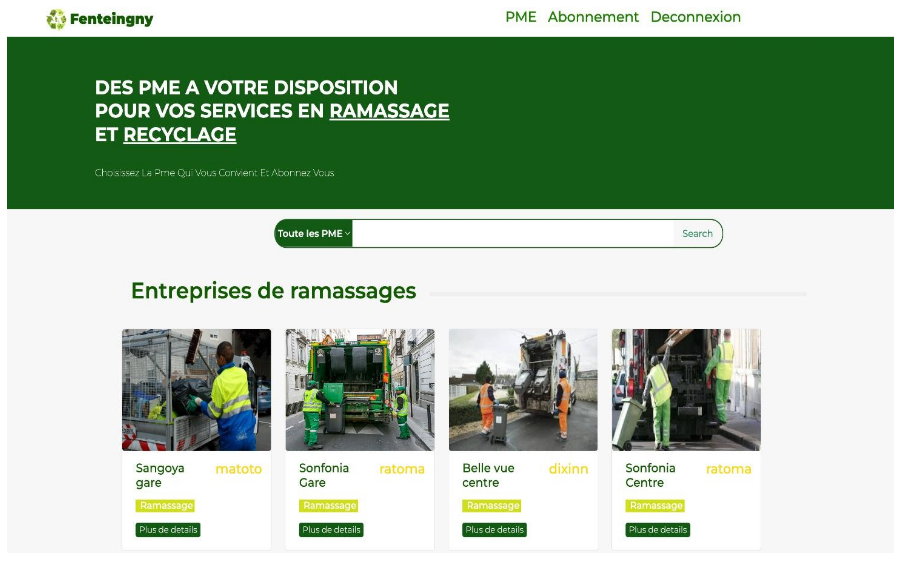 Fenteingny
PME Abonnement Deconnexion
DES PME A VOTRE DISPOSITION
POUR VOS SERVICES EN RAMASSAGE
ET RECYCLAGE
Choisissez La Pme Qui Vous Convient Et Abonnez Vous
Toute les PME Search
Entreprises de ramassages
Sangoya gare matoto
Ramassage
Plus de details
Sonfonia Gare ratoma
Ramassage
Plus de details
Belle vue centre dixinn
Ramassage
Plus de details
Sonfonia Centre ratoma
Ramassage
Plus de details